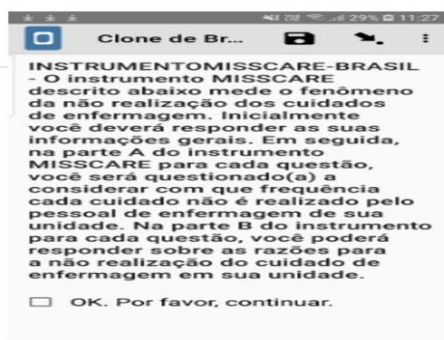 29% 11:27
Clone de Br...
INSTRUMENTOMISSCARE-BRASIL
- O instrumento MISSCARE
descrito abaixo mede o fenômeno
da não realização dos cuidados
de enfermagem. Inicialmente
você deverá responder as suas
informações gerais. Em seguida,
na parte A do instrumento
MISSCARE para cada questão,
você será questionado(a) a
considerar com que frequência
cada cuidado não é realizado pelo
pessoal de enfermagem de sua
unidade. Na parte B do instrumento
para cada questão, você poderá
responder sobre as razões para
a não realização do cuidado de
enfermagem em sua unidade.
OK. Por favor, continuar.